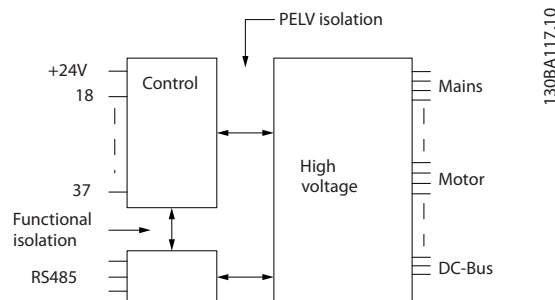 PELV isolation
130BA117.10
+24V
Control
Mains
18
High
voltage
Motor
37
Functional
isolation
RS485
DC-Bus